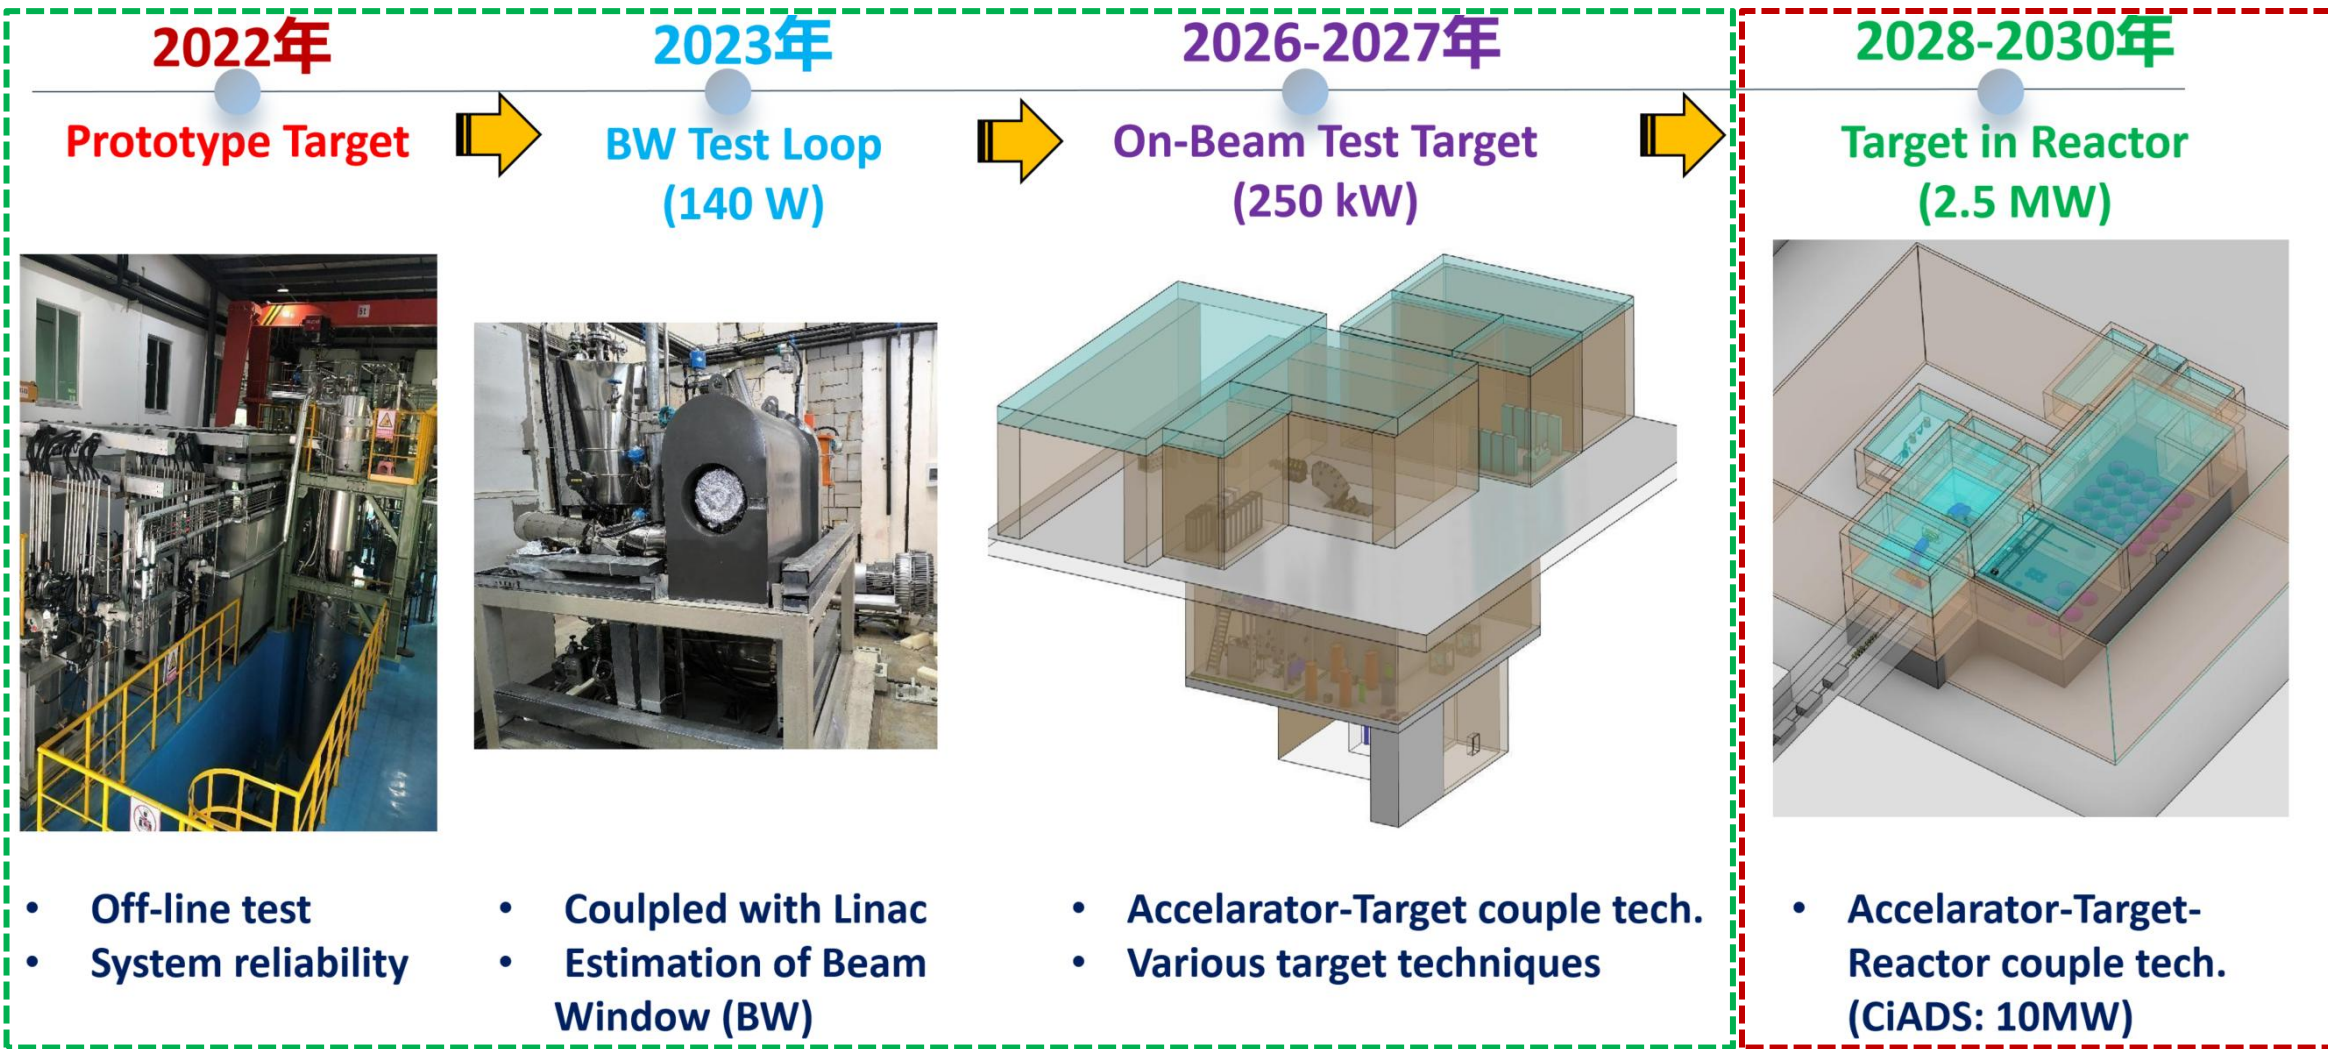 2022年
Prototype Target
2023年
BW Test Loop
(140 W)
2026-2027年
On-Beam Test Target
(250 kW)
2028-2030年
Target in Reactor
(2.5 MW)
• Off-line test
• System reliability
• Coulpled with Linac
• Estimation of Beam
Window (BW)
• Accelarator-Target couple tech.
• Various target techniques
• Accelarator-Target-
Reactor couple tech.
(CiADS: 10MW)